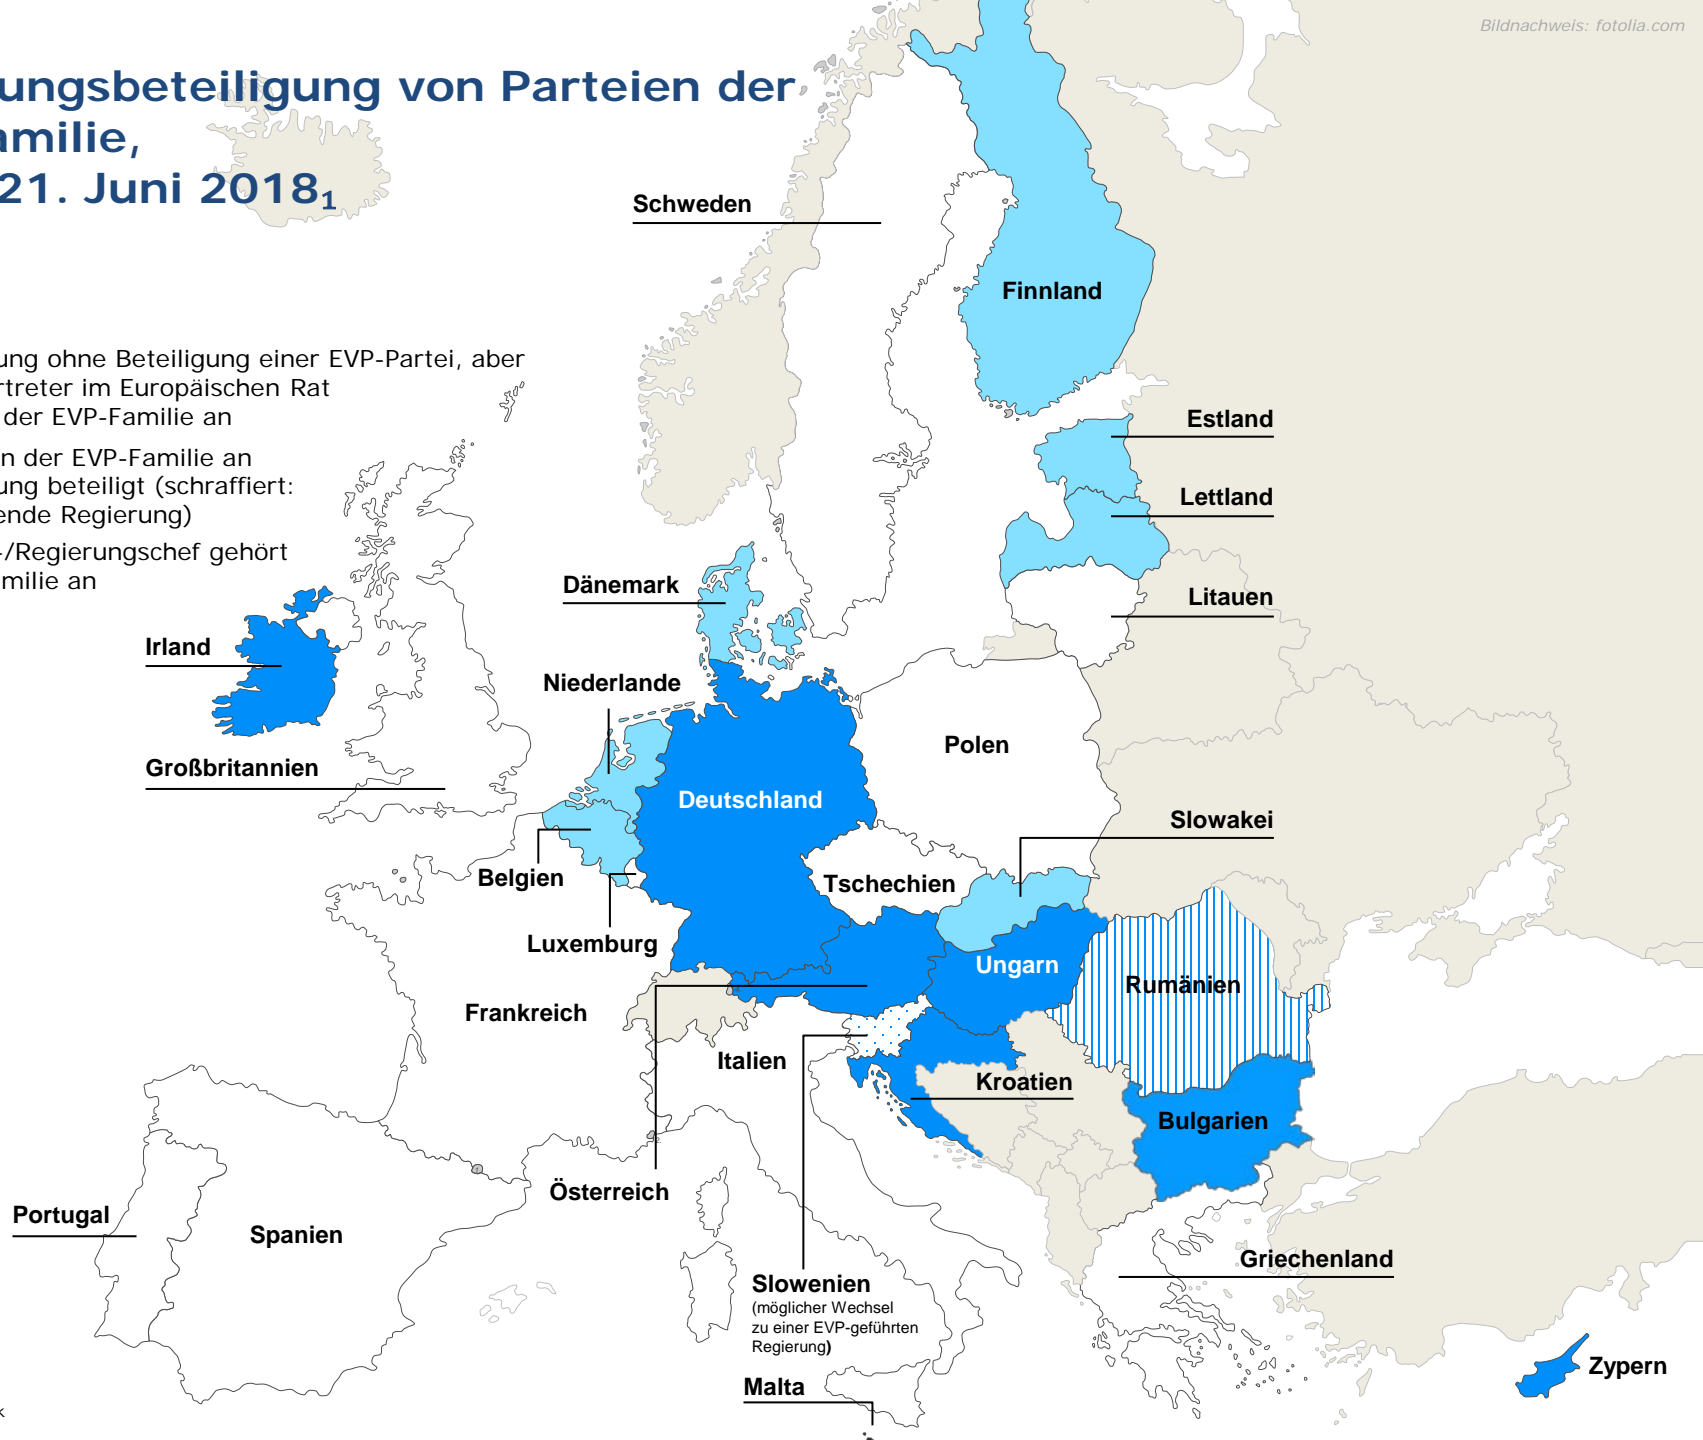 Bildnachweis: fotolia.com
ungsbeteiligung von Parteien der
amilie,
21. Juni 2018₁
ung ohne Beteiligung einer EVP-Partei, aber
rtreter im Europäischen Rat
der EVP-Familie an
n der EVP-Familie an
ung beteiligt (schraffiert:
ende Regierung)
-/Regierungschef gehört
milie an
Schweden
Finnland
Estland
Lettland
Litauen
Dänemark
Irland
Niederlande
Großbritannien
Polen
Deutschland
Slowakei
Belgien
Tschechien
Luxemburg
Ungarn
Rumänien
Frankreich
Italien
Kroatien
Bulgarien
Österreich
Portugal
Spanien
Griechenland
Slowenien
(möglicher Wechsel
zu einer EVP-geführten
Regierung)
Zypern
Malta
k